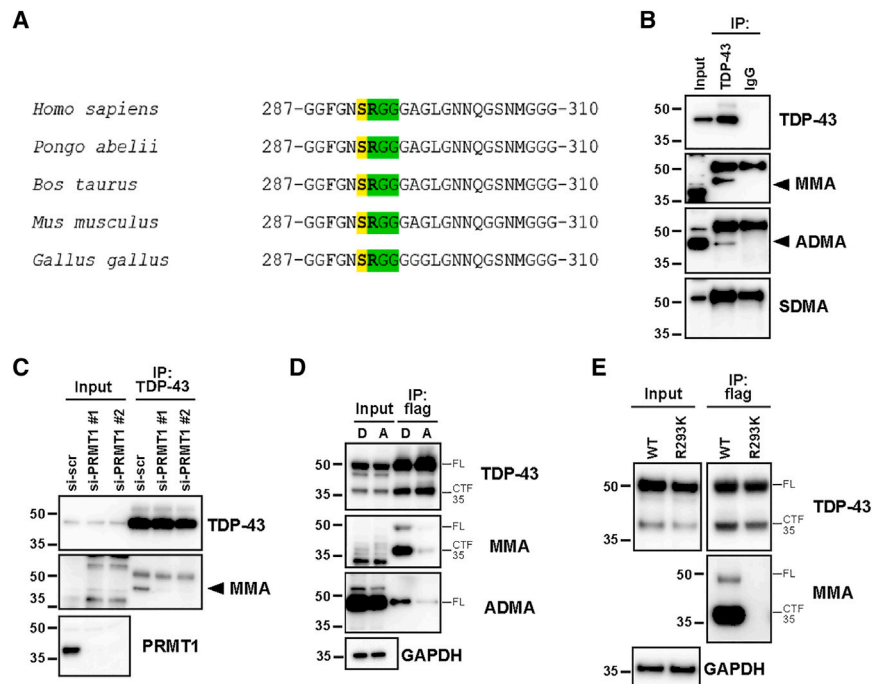 A
Homo sapiens 287-GGFGNSRGGGAGLGNNQGSNMGGG-310
Pongo abelii 287-GGFGNSRGGGAGLGNNQGSNMGGG-310
Bos taurus 287-GGFGNSRGGGAGLGNNQGSNMGGG-310
Mus musculus 287-GGFGNSRGGGAGLGNNQGSNMGGG-310
Gallus gallus 287-GGFGNSRGGGGGLGNNQGSNMGGG-310
B
IP:
Input TDP-43 IgG
50
35
TDP-43
50
35
MMA
50
35
ADMA
50
35
SDMA
C
Input IP: TDP-43
si-scr si-PRMT1 #1 si-PRMT1 #2 si-scr si-PRMT1 #1 si-PRMT1 #2
50
35
TDP-43
50
35
MMA
50
35
PRMT1
D
Input IP: flag
D A D A
50
35
FL
CTF 35
TDP-43
50
35
FL
CTF 35
MMA
50
35
FL
ADMA
35
GAPDH
E
Input IP: flag
WT R293K WT R293K
50
35
FL
CTF 35
TDP-43
50
35
FL
CTF 35
MMA
35
GAPDH